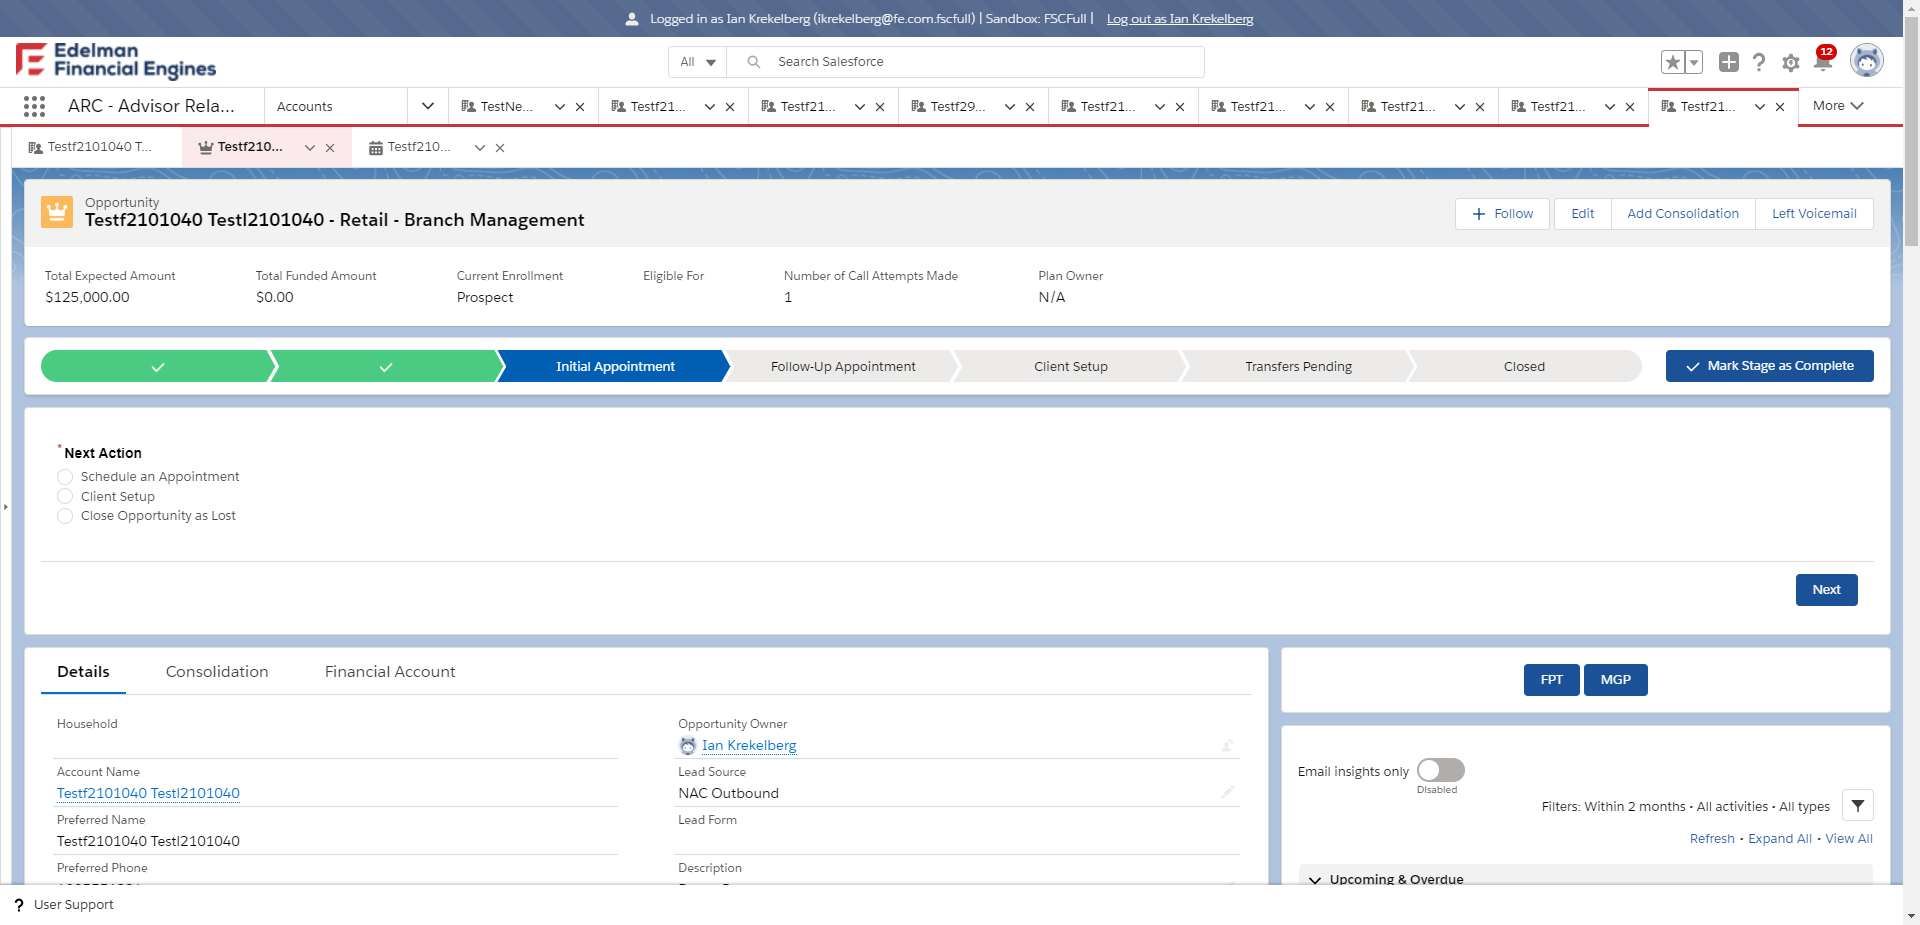 Logged in as Ian Krekelberg (ikrekelberg@fe.com.fscfull) | Sandbox: FSCFull | Log out as Ian Krekelberg
Edelman
Financial Engines
All Search Salesforce
12
ARC - Advisor Rela... Accounts TestNe... Testf21... Testf21... Testf29... Testf21... Testf21... Testf21... Testf21... Testf21... More
Testf2101040 T... Testf210... Testf210...
Opportunity
Testf2101040 Testl2101040 - Retail - Branch Management
Follow Edit Add Consolidation Left Voicemail
Total Expected Amount Total Funded Amount Current Enrollment Eligible For Number of Call Attempts Made Plan Owner
$125,000.00 $0.00 Prospect 1 N/A
Initial Appointment Follow-Up Appointment Client Setup Transfers Pending Closed Mark Stage as Complete
*Next Action
Schedule an Appointment
Client Setup
Close Opportunity as Lost
Next
Details Consolidation Financial Account
FPT MGP
Household Opportunity Owner
Ian Krekelberg
Account Name Lead Source
Testf2101040 Testl2101040 NAC Outbound
Preferred Name Lead Form
Testf2101040 Testl2101040
Preferred Phone Description
Email insights only
Disabled
Filters: Within 2 months • All activities • All types
Refresh • Expand All • View All
Upcoming & Overdue
? User Support